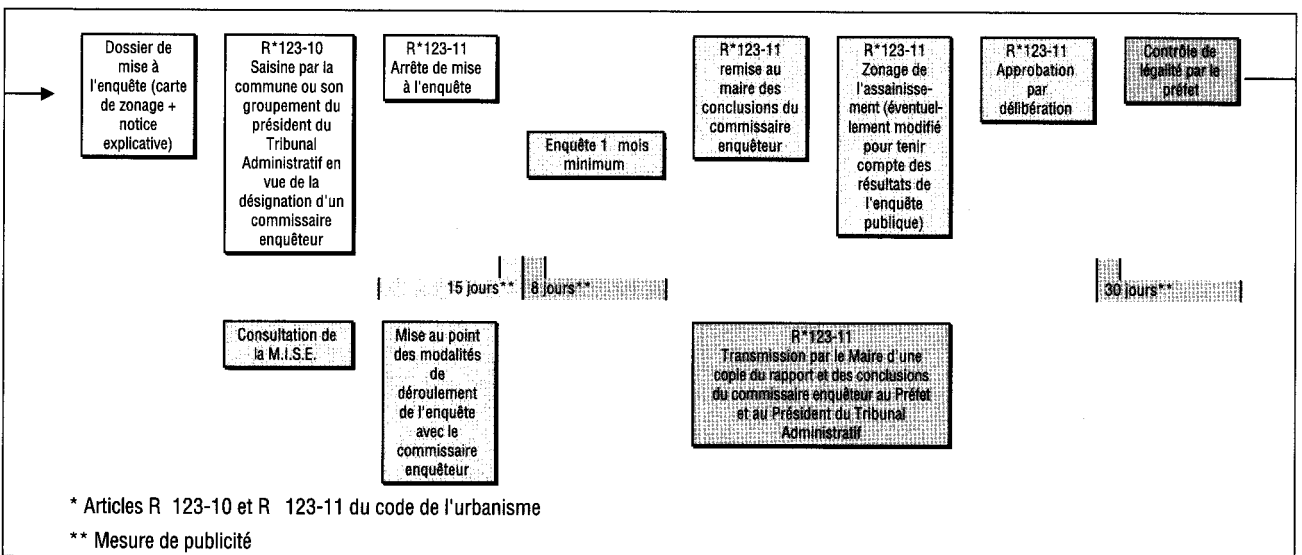 Dossier de
mise à
l'enquête (carte
de zonage +
notice
explicative)
R*123-10
Saisine par la
commune ou son
groupement du
président du
Tribunal
Administratif en
vue de la
désignation d'un
commissaire
enquêteur
R*123-11
Arrête de mise
à l'enquête
Enquête 1 mois
minimum
R*123-11
remise au
maire des
conclusions du
commissaire
enquêteur
R*123-11
Zonage de
l'assainisse-
ment (éventuel-
lement modifié
pour tenir
compte des
résultats de
l'enquête
publique)
R*123-11
Approbation
par
délibération
Contrôle de
légalité par le
préfet
15 jours**
8 jours**
30 jours**
Consultation de
la M.I.S.E.
Mise au point
des modalités
de
déroulement
de l'enquête
avec le
commissaire
enquêteur
R*123-11
Transmission par le Maire d'une
copie du rapport et des conclusions
du commissaire enquêteur au Préfet
et au Président du Tribunal
Administratif
* Articles R 123-10 et R 123-11 du code de l'urbanisme
** Mesure de publicité